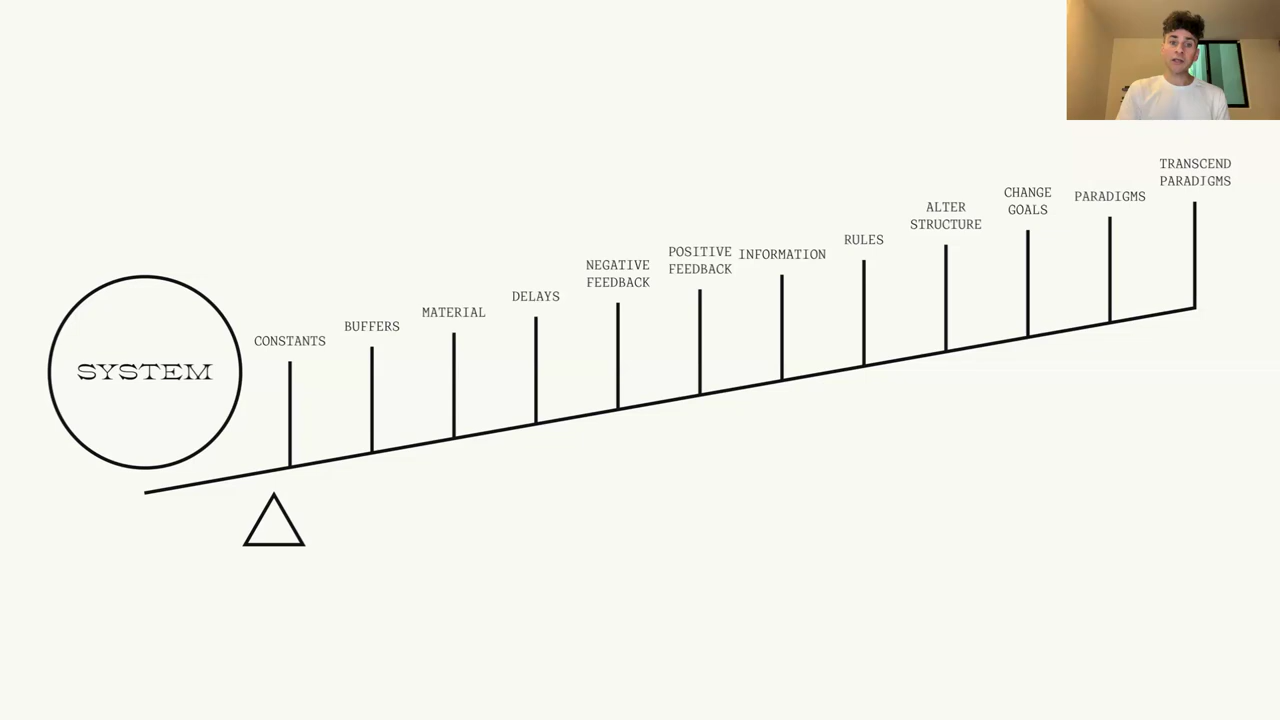 SYSTEM
CONSTANTS
BUFFERS
MATERIAL
DELAYS
NEGATIVE
FEEDBACK
POSITIVE
FEEDBACK
INFORMATION
RULES
ALTER
STRUCTURE
CHANGE
GOALS
PARADIGMS
TRANSCEND
PARADIGMS